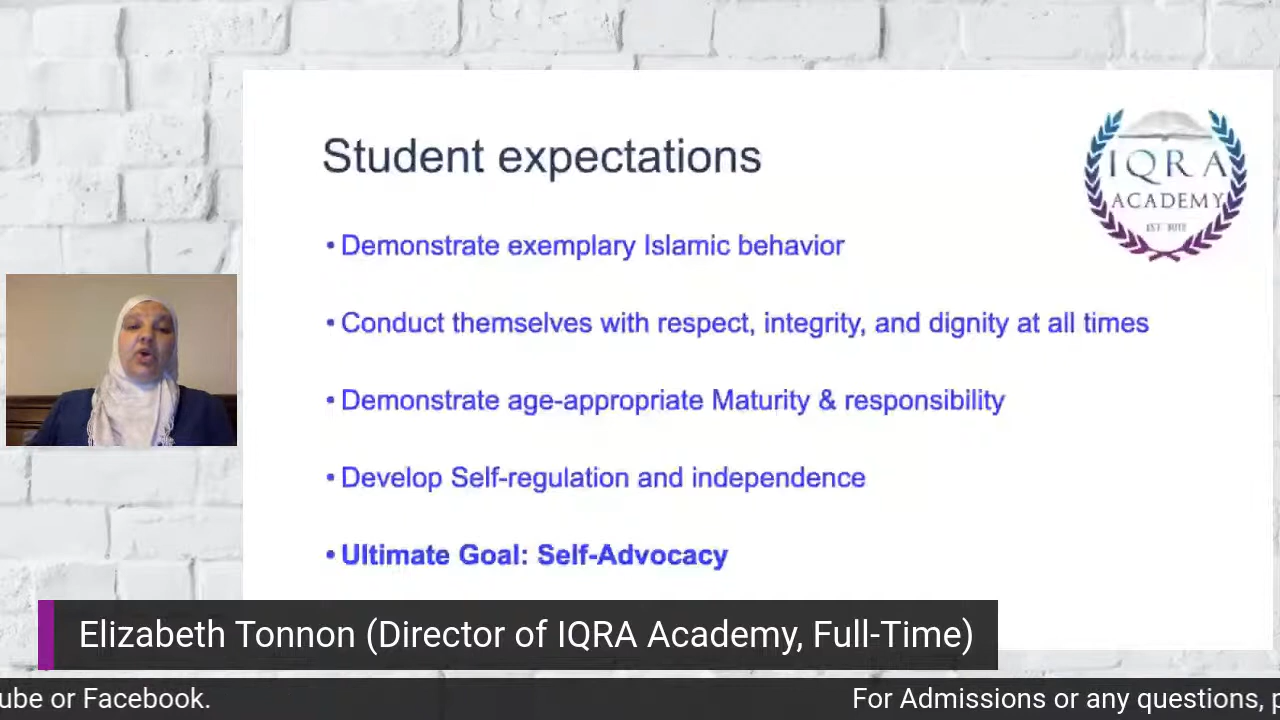 Student expectations
IQRA
ACADEMY
• Demonstrate exemplary Islamic behavior
• Conduct themselves with respect, integrity, and dignity at all times
• Demonstrate age-appropriate Maturity & responsibility
• Develop Self-regulation and independence
• Ultimate Goal: Self-Advocacy
Elizabeth Tonnon (Director of IQRA Academy, Full-Time)
ube or Facebook. For Admissions or any questions, p